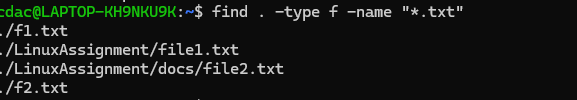 cdac@LAPTOP-KH9NKU9K:~$ find . -type f -name "*.txt"
./f1.txt
./LinuxAssignment/file1.txt
./LinuxAssignment/docs/file2.txt
./f2.txt